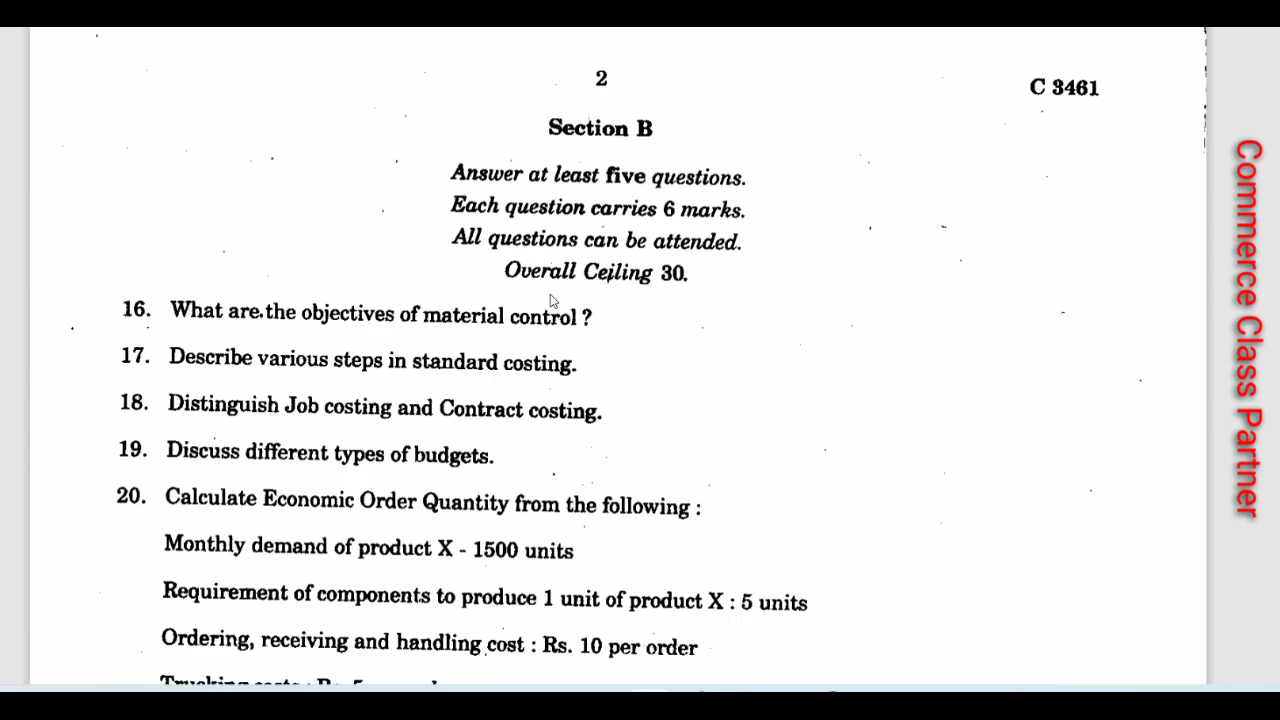 2
C 3461
Section B
Answer at least five questions.
Each question carries 6 marks.
All questions can be attended.
Overall Ceiling 30.
16. What are the objectives of material control ?
17. Describe various steps in standard costing.
18. Distinguish Job costing and Contract costing.
19. Discuss different types of budgets.
20. Calculate Economic Order Quantity from the following :
Monthly demand of product X - 1500 units
Requirement of components to produce 1 unit of product X : 5 units
Ordering, receiving and handling cost : Rs. 10 per order
Trucking costs : Rs. 5
Commerce Class Partner